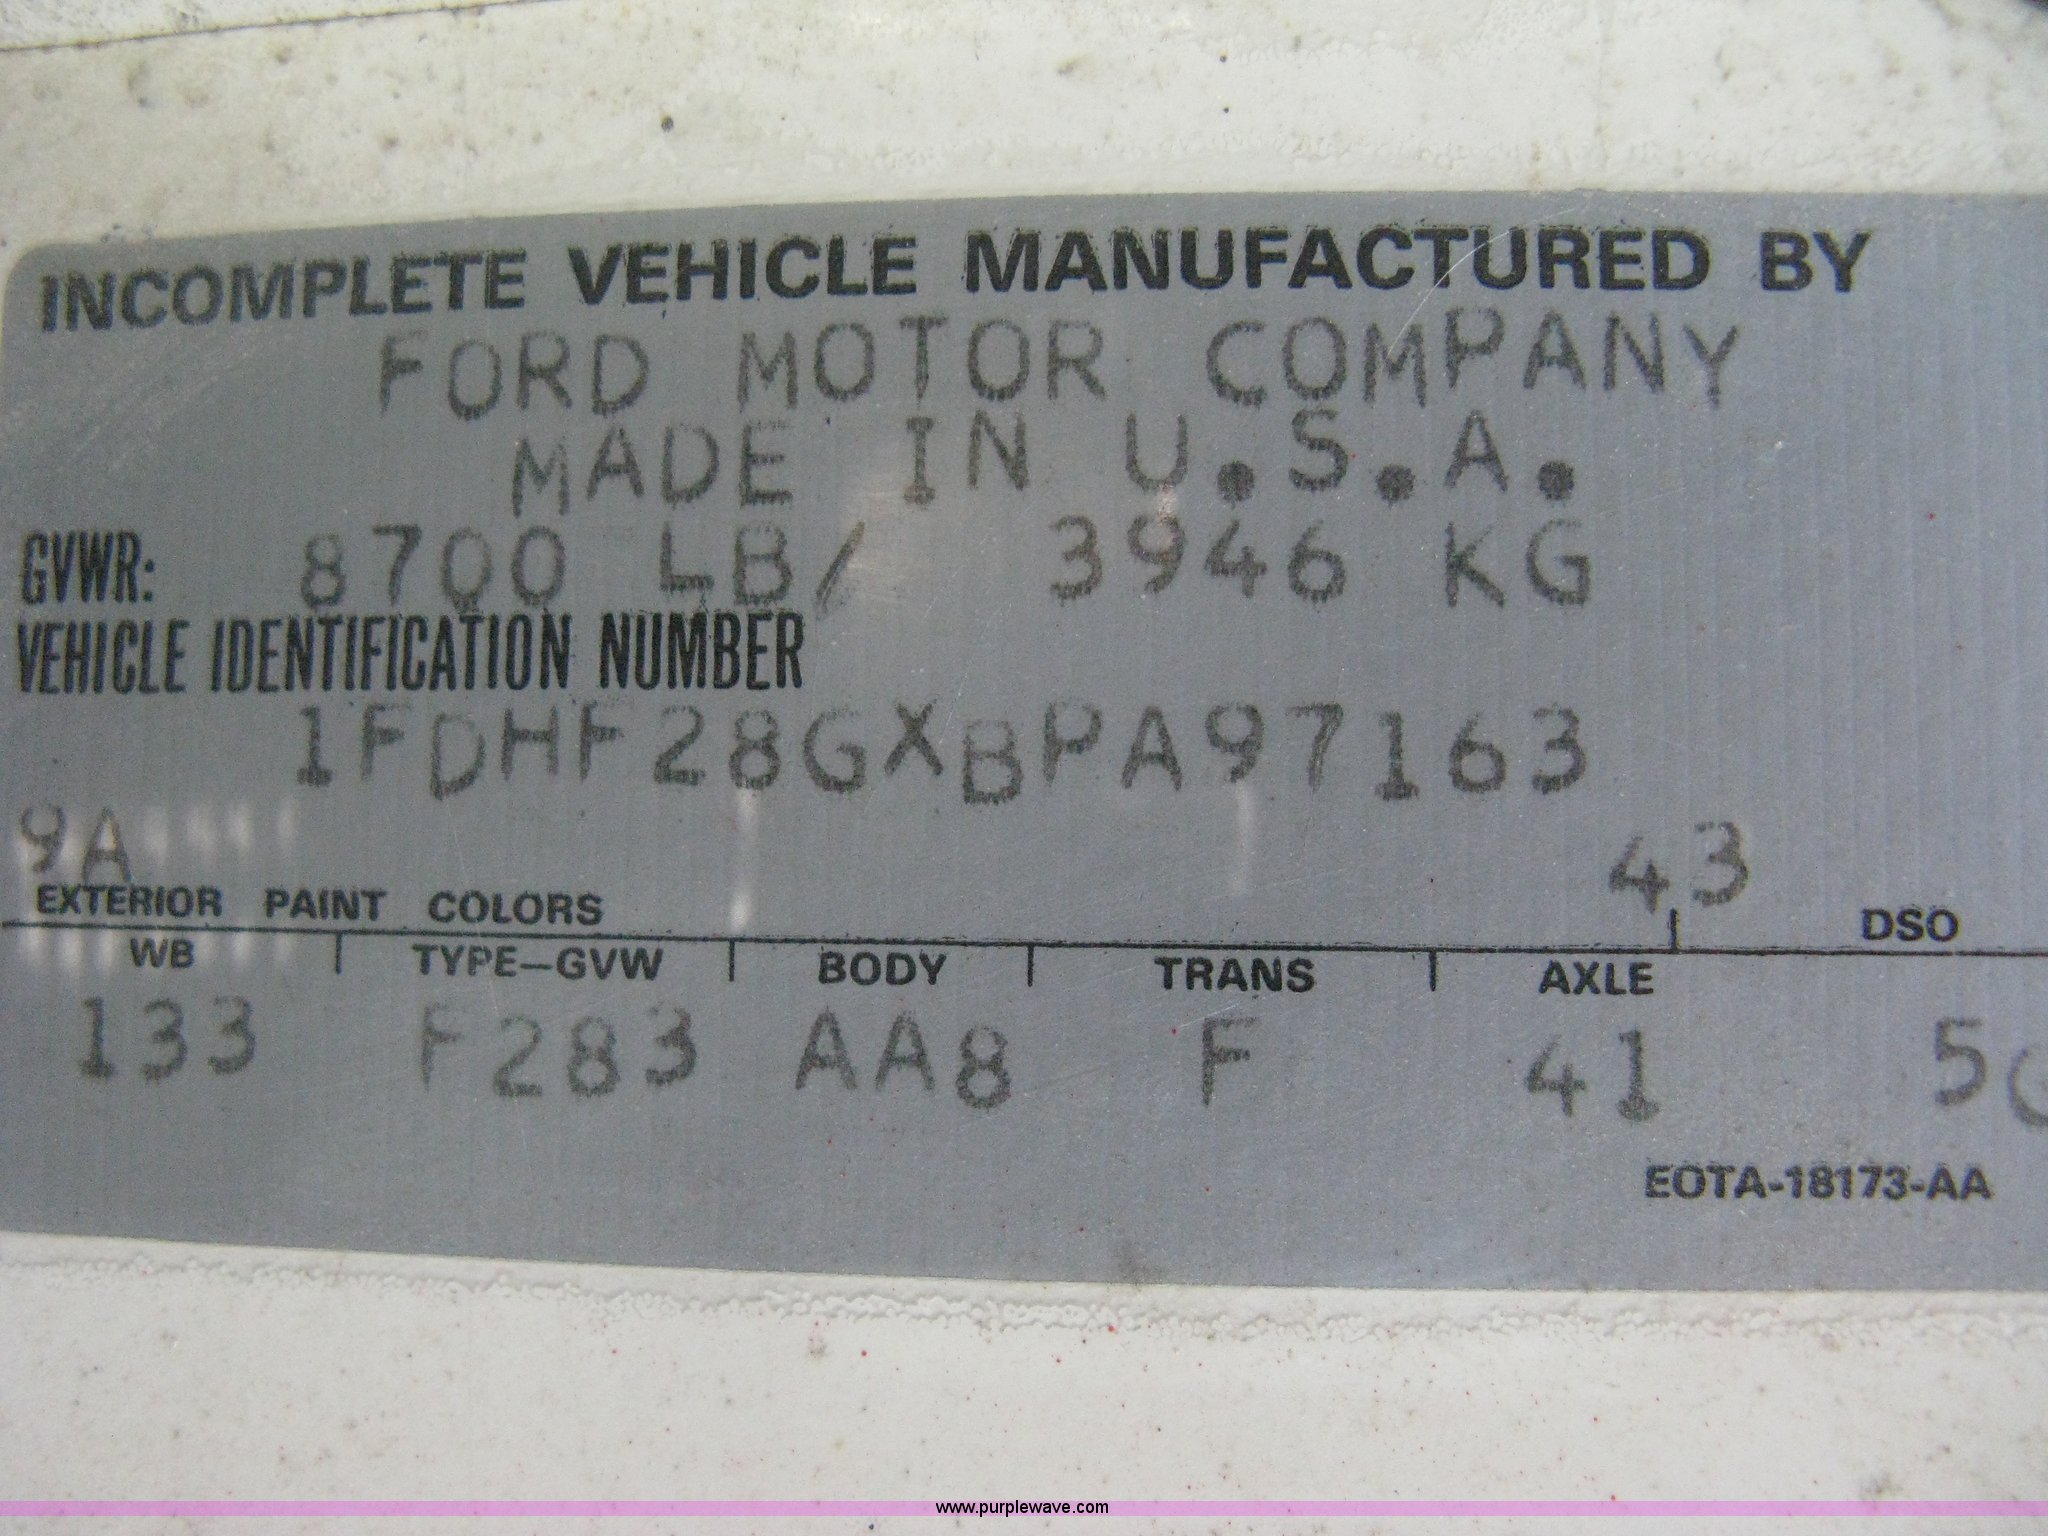 INCOMPLETE VEHICLE MANUFACTURED BY
FORD MOTOR COMPANY
MADE IN U.S.A.
GVWR: 8700 LB/ 3946 KG
VEHICLE IDENTIFICATION NUMBER
1FDHF28GXBPA97163
9A 43
EXTERIOR PAINT COLORS DSO
WB TYPE-GVW BODY TRANS AXLE
133 F283 AA8 F 41 5
EOTA-18173-AA
www.purplewave.com